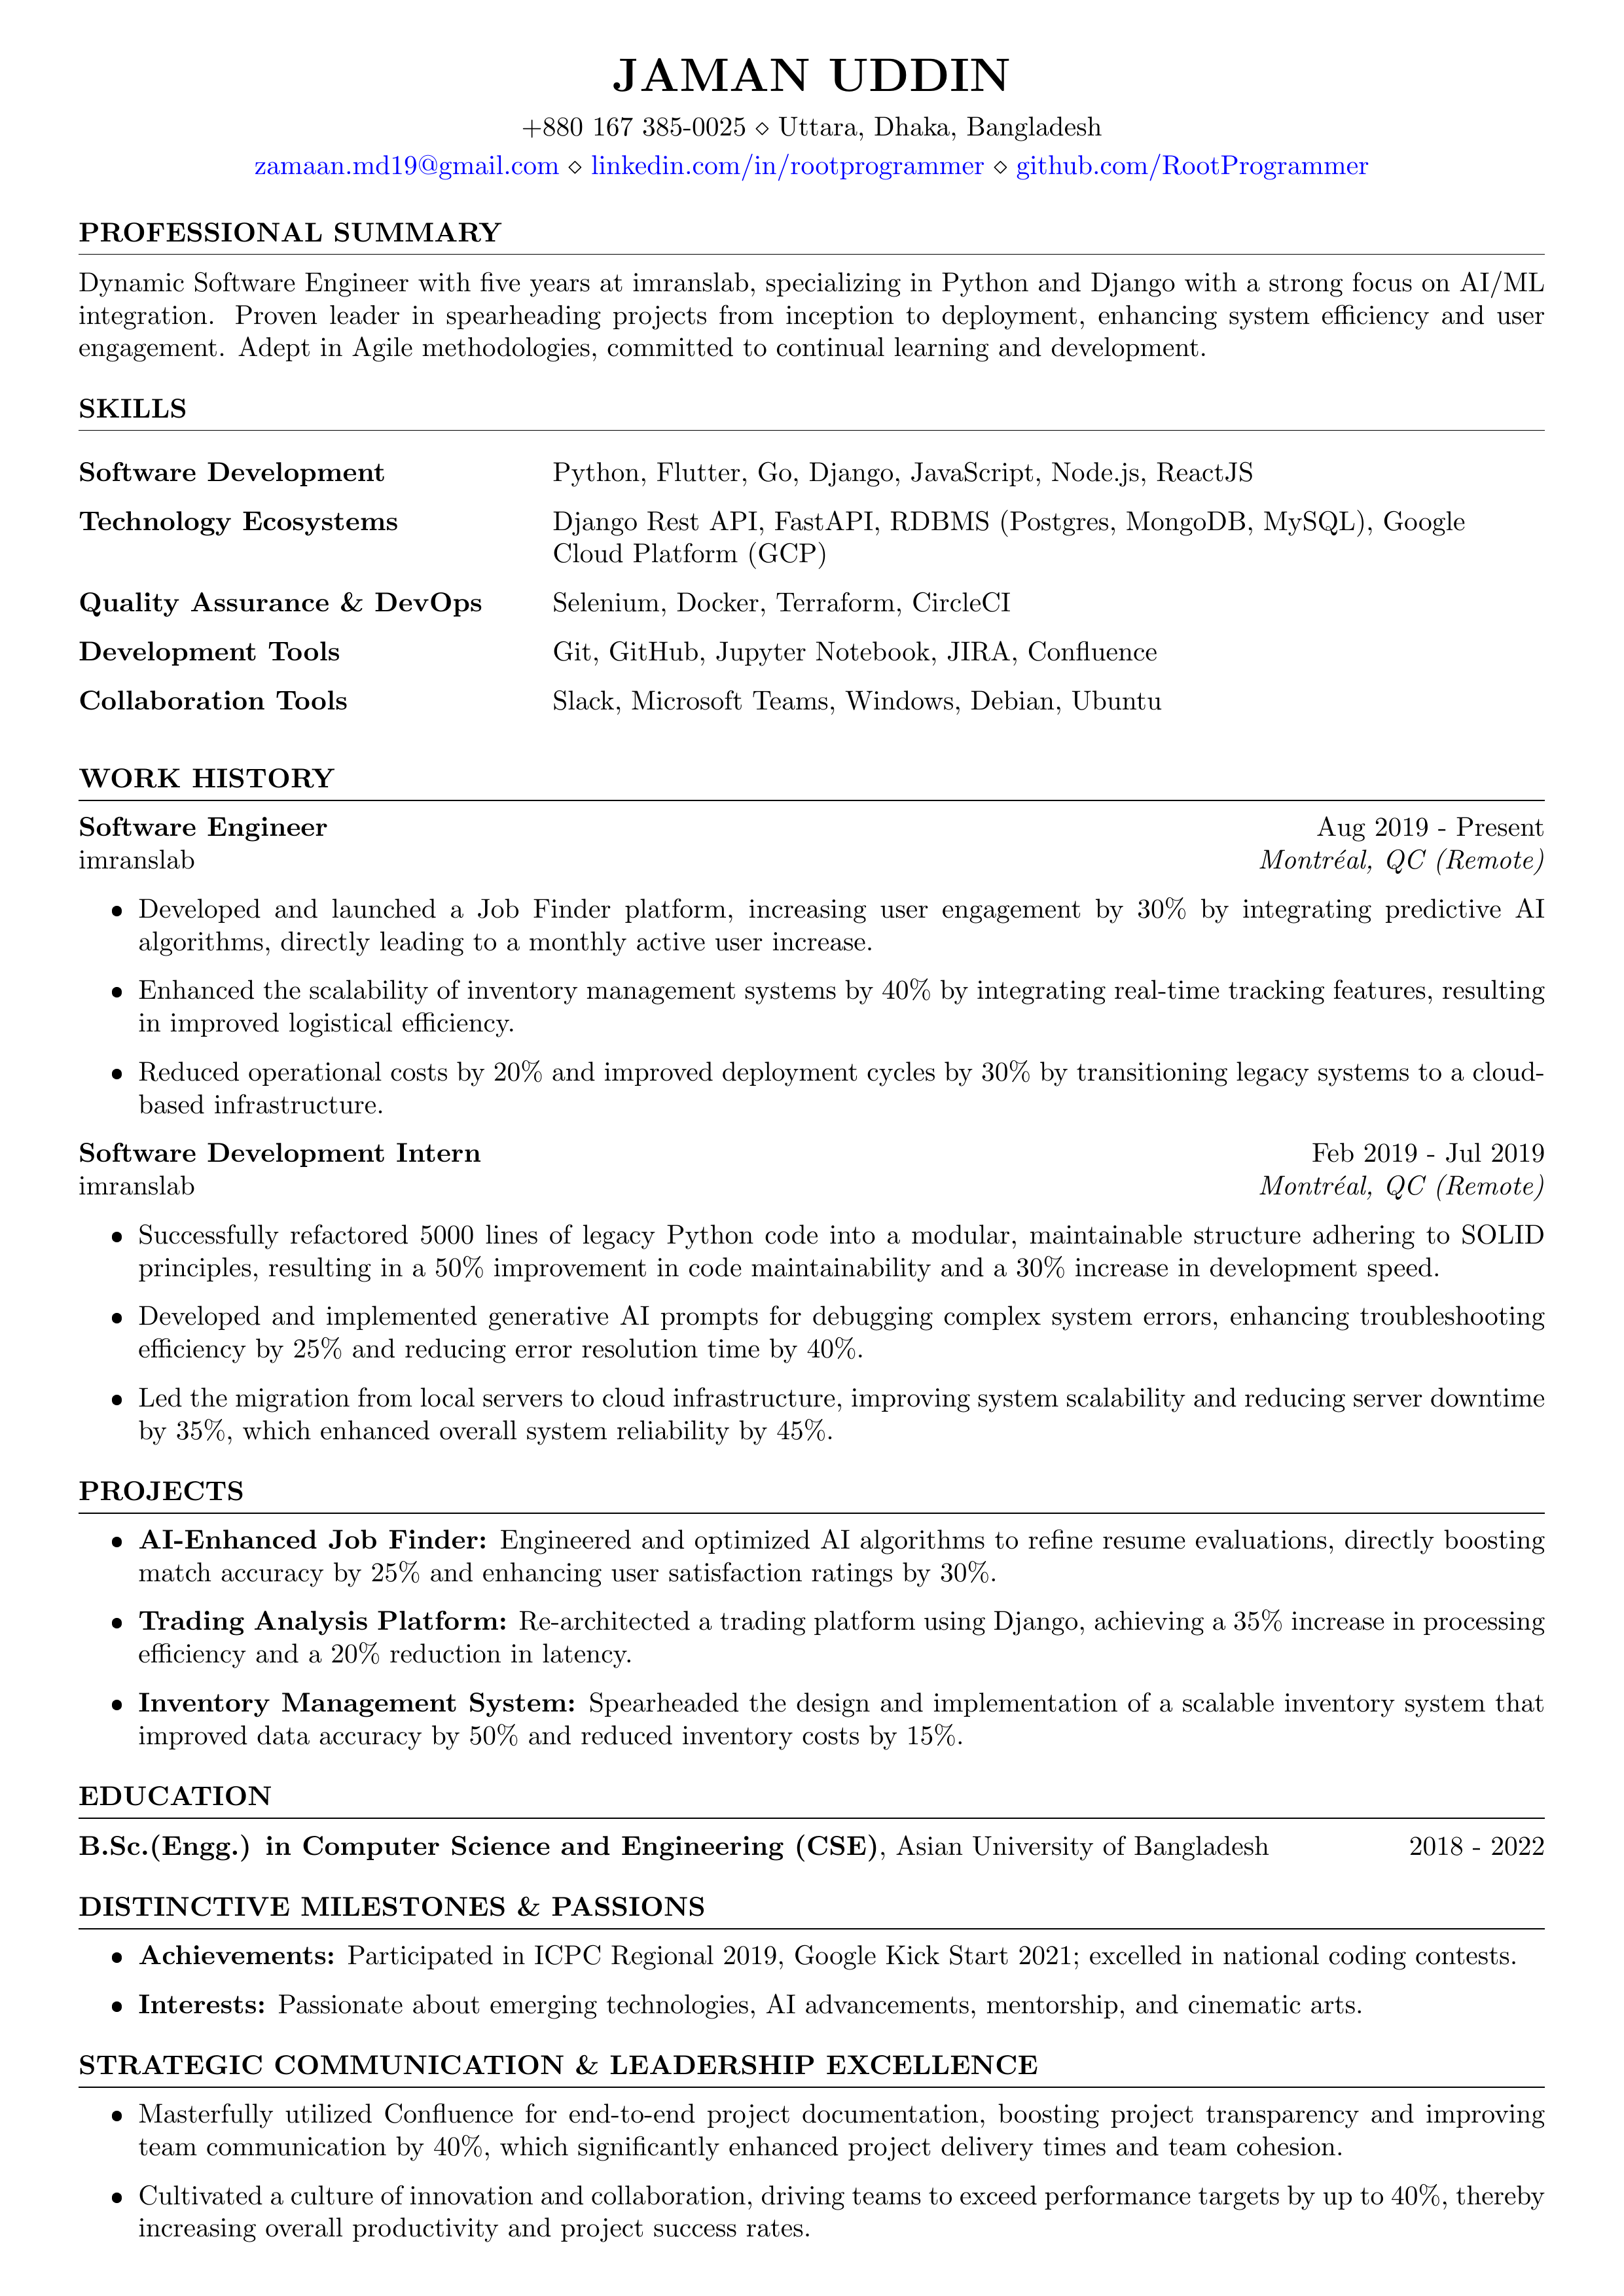 JAMAN UDDIN
+880 167 385-0025 ⋄ Uttara, Dhaka, Bangladesh
zamaan.md19@gmail.com ⋄ linkedin.com/in/rootprogrammer ⋄ github.com/RootProgrammer
PROFESSIONAL SUMMARY
Dynamic Software Engineer with five years at imranslab, specializing in Python and Django with a strong focus on AI/ML
integration. Proven leader in spearheading projects from inception to deployment, enhancing system efficiency and user
engagement. Adept in Agile methodologies, committed to continual learning and development.
SKILLS
Software Development Python, Flutter, Go, Django, JavaScript, Node.js, ReactJS
Technology Ecosystems Django Rest API, FastAPI, RDBMS (Postgres, MongoDB, MySQL), Google
Cloud Platform (GCP)
Quality Assurance & DevOps Selenium, Docker, Terraform, CircleCI
Development Tools Git, GitHub, Jupyter Notebook, JIRA, Confluence
Collaboration Tools Slack, Microsoft Teams, Windows, Debian, Ubuntu
WORK HISTORY
Software Engineer Aug 2019 - Present
imranslab Montréal, QC (Remote)
• Developed and launched a Job Finder platform, increasing user engagement by 30% by integrating predictive AI
algorithms, directly leading to a monthly active user increase.
• Enhanced the scalability of inventory management systems by 40% by integrating real-time tracking features, resulting
in improved logistical efficiency.
• Reduced operational costs by 20% and improved deployment cycles by 30% by transitioning legacy systems to a cloud-
based infrastructure.
Software Development Intern Feb 2019 - Jul 2019
imranslab Montréal, QC (Remote)
• Successfully refactored 5000 lines of legacy Python code into a modular, maintainable structure adhering to SOLID
principles, resulting in a 50% improvement in code maintainability and a 30% increase in development speed.
• Developed and implemented generative AI prompts for debugging complex system errors, enhancing troubleshooting
efficiency by 25% and reducing error resolution time by 40%.
• Led the migration from local servers to cloud infrastructure, improving system scalability and reducing server downtime
by 35%, which enhanced overall system reliability by 45%.
PROJECTS
• AI-Enhanced Job Finder: Engineered and optimized AI algorithms to refine resume evaluations, directly boosting
match accuracy by 25% and enhancing user satisfaction ratings by 30%.
• Trading Analysis Platform: Re-architected a trading platform using Django, achieving a 35% increase in processing
efficiency and a 20% reduction in latency.
• Inventory Management System: Spearheaded the design and implementation of a scalable inventory system that
improved data accuracy by 50% and reduced inventory costs by 15%.
EDUCATION
B.Sc.(Engg.) in Computer Science and Engineering (CSE), Asian University of Bangladesh 2018 - 2022
DISTINCTIVE MILESTONES & PASSIONS
• Achievements: Participated in ICPC Regional 2019, Google Kick Start 2021; excelled in national coding contests.
• Interests: Passionate about emerging technologies, AI advancements, mentorship, and cinematic arts.
STRATEGIC COMMUNICATION & LEADERSHIP EXCELLENCE
• Masterfully utilized Confluence for end-to-end project documentation, boosting project transparency and improving
team communication by 40%, which significantly enhanced project delivery times and team cohesion.
• Cultivated a culture of innovation and collaboration, driving teams to exceed performance targets by up to 40%, thereby
increasing overall productivity and project success rates.